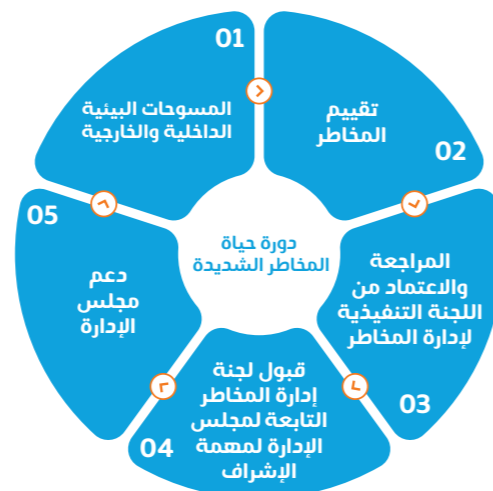 دورة حياة
المخاطر الشديدة
01
المسوحات البيئية
الداخلية والخارجية
02
تقييم
المخاطر
03
المراجعة
والاعتماد من
اللجنة التنفيذية
لإدارة المخاطر
04
قبول لجنة
إدارة المخاطر
التابعة لمجلس
الإدارة لمهمة
الإشراف
05
دعم
مجلس
الإدارة